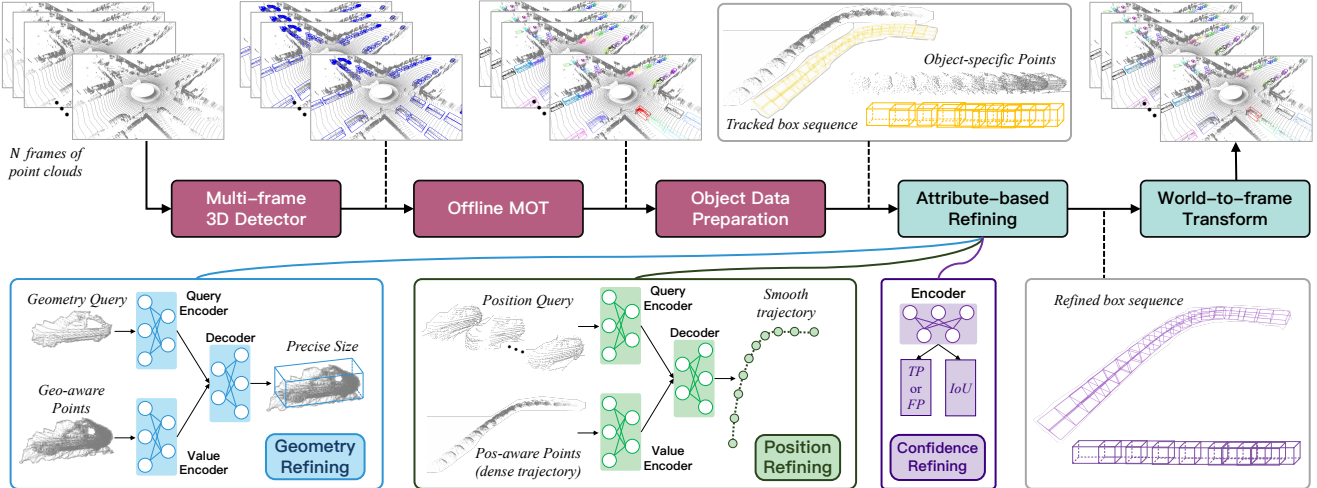 Object-specific Points
Tracked box sequence
N frames of
point clouds
Multi-frame
3D Detector
Offline MOT
Object Data
Preparation
Attribute-based
Refining
World-to-frame
Transform
Geometry Query
Query
Encoder
Decoder
Precise Size
Geo-aware
Points
Value
Encoder
Geometry
Refining
Position Query
Query
Encoder
Smooth
trajectory
Decoder
Pos-aware Points
(dense trajectory)
Value
Encoder
Position
Refining
Encoder
TP
or
FP
IoU
Confidence
Refining
Refined box sequence